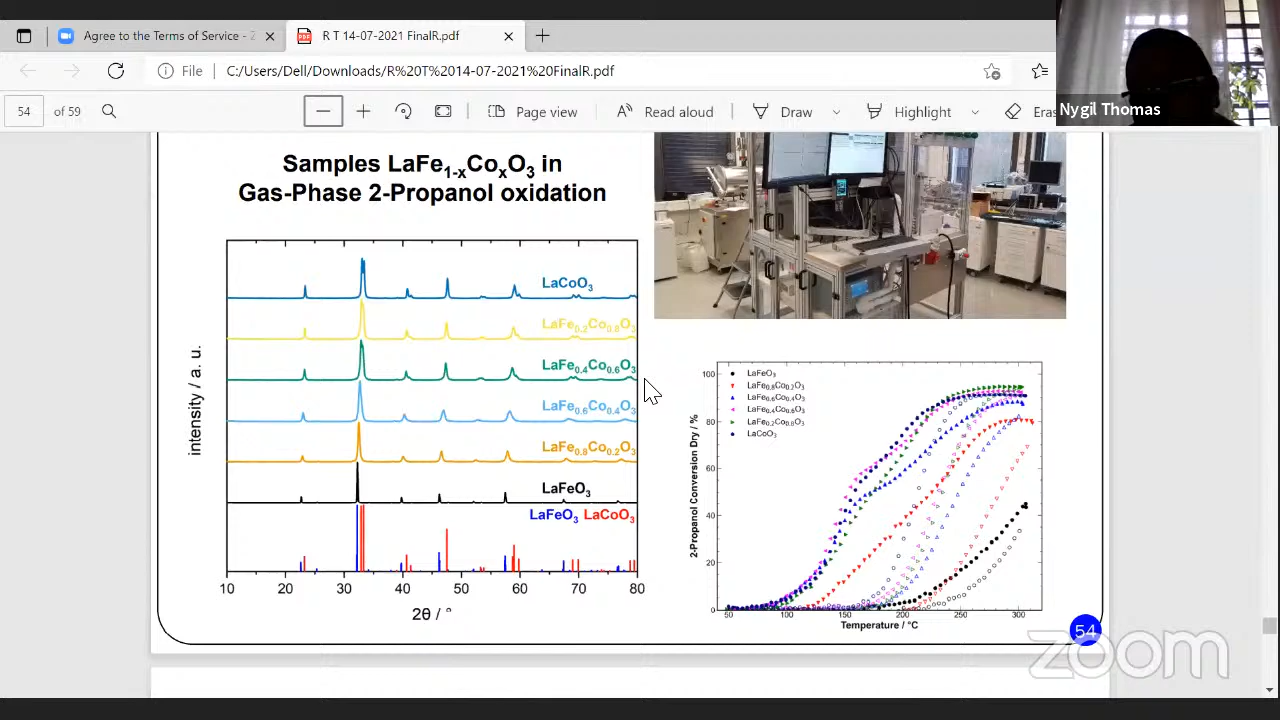 Agree to the Terms of Service - Z
R T 14-07-2021 FinalR.pdf
File
C:/Users/Dell/Downloads/R%20T%2014-07-2021%20FinalR.pdf
54 of 59
Page view
Read aloud
Draw
Highlight
Eras
Nygil Thomas
Samples LaFe1-xCoxO3 in
Gas-Phase 2-Propanol oxidation
intensity / a. u.
LaCoO3
LaFe0.2Co0.8O3
LaFe0.4Co0.6O3
LaFe0.6Co0.4O3
LaFe0.8Co0.2O3
LaFeO3
LaFeO3 LaCoO3
10 20 30 40 50 60 70 80
2θ / °
2-Propanol Conversion Dry / %
100
80
60
40
20
0
LaFeO3
LaFe0.8Co0.2O3
LaFe0.6Co0.4O3
LaFe0.4Co0.6O3
LaFe0.2Co0.8O3
LaCoO3
50 100 150 200 250 300
Temperature / °C
54
zoom